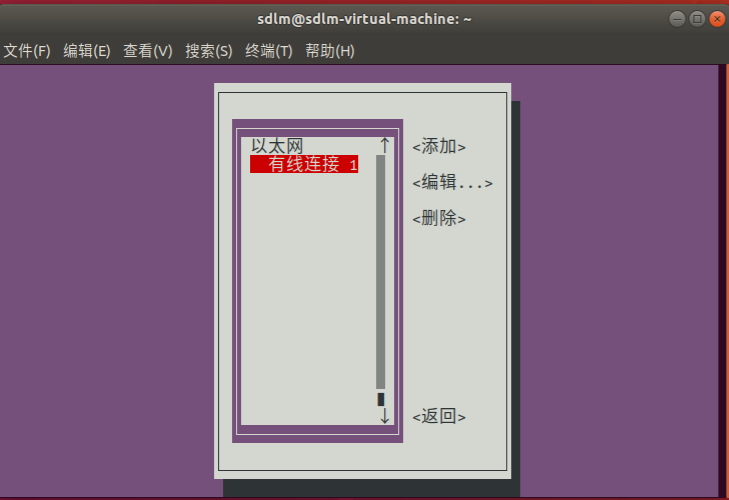 sdlm@sdlm-virtual-machine: ~
文件(F) 编辑(E) 查看(V) 搜索(S) 终端(T) 帮助(H)
以太网 ↑ <添加>
有线连接 1
<编辑...>
<删除>
↓ <返回>